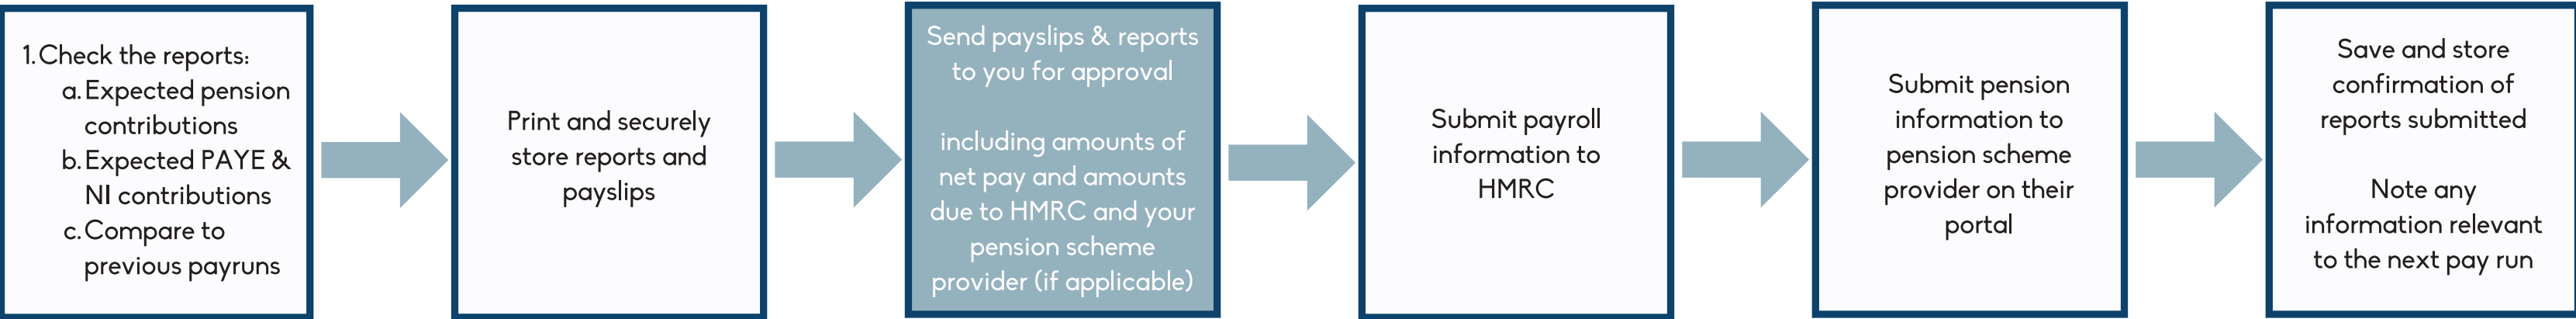 1. Check the reports:
a. Expected pension
contributions
b. Expected PAYE &
NI contributions
c. Compare to
previous payruns
Print and securely
store reports and
payslips
Send payslips & reports
to you for approval
including amounts of
net pay and amounts
due to HMRC and your
pension scheme
provider (if applicable)
Submit payroll
information to
HMRC
Submit pension
information to
pension scheme
provider on their
portal
Save and store
confirmation of
reports submitted
Note any
information relevant
to the next pay run